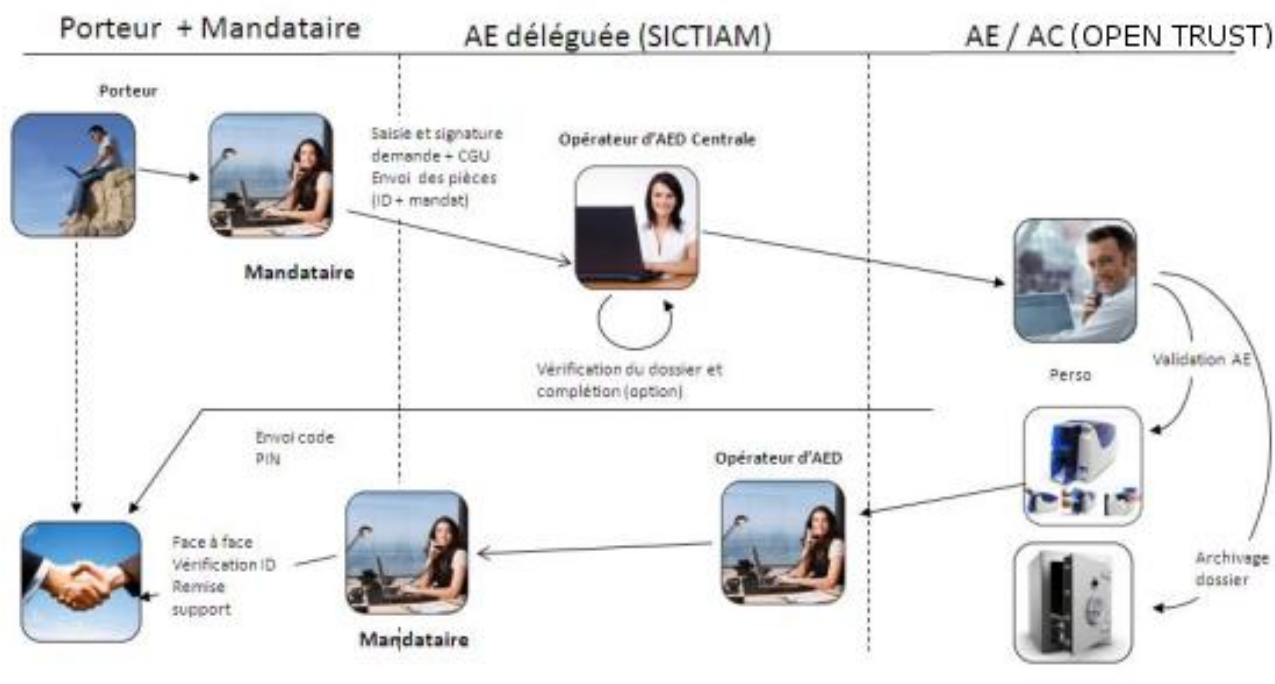 Porteur + Mandataire
AE déléguée (SICTIAM)
AE / AC (OPEN TRUST)
Porteur
Saisie et signature
demande + CGU
Envoi des pièces
(ID + mandat)
Opérateur d'AED Centrale
Mandataire
Vérification du dossier et
complétion (option)
Perso
Validation AE
Envoi code
PIN
Opérateur d'AED
Face à face
Vérification ID
Remise
support
Archivage
dossier
Mandataire